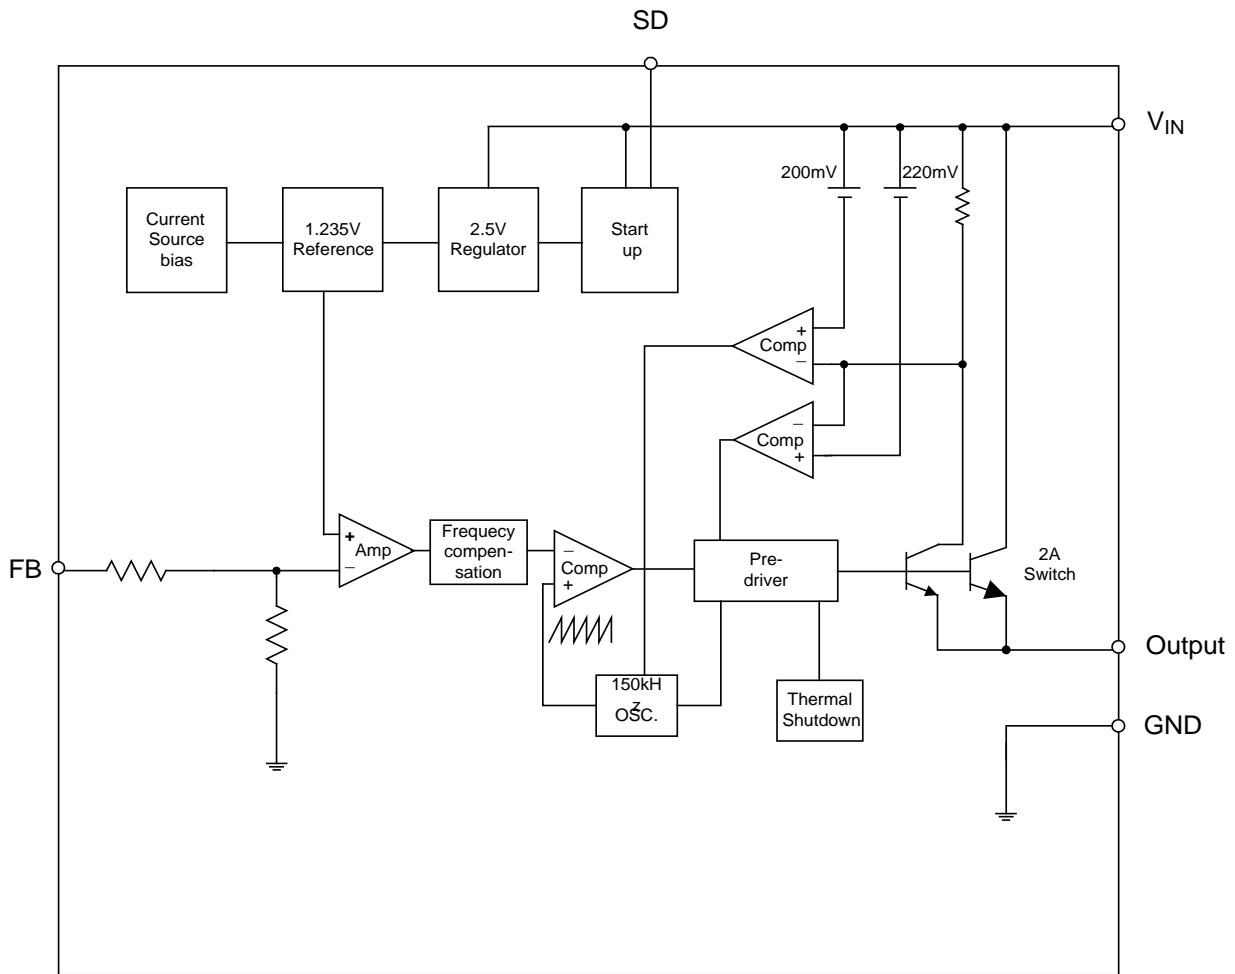 SD
V_IN
200mV
220mV
Current
Source
bias
1.235V
Reference
2.5V
Regulator
Start
up
+
Comp
−
−
Comp
+
FB
+
Amp
−
Frequecy
compen-
sation
−
Comp
+
Pre-
driver
2A
Switch
Output
150kH
z
OSC.
Thermal
Shutdown
GND